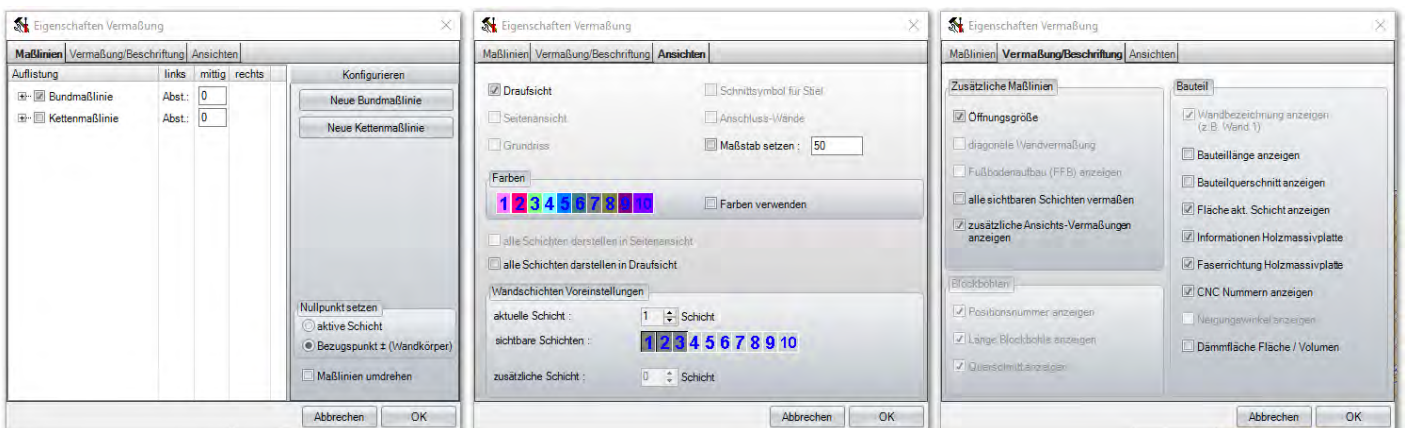 Eigenschaften Vermaßung
Maßlinien Vermaßung/Beschriftung Ansichten
Auflistung links mittig rechts
Bundmaßlinie Abst.: 0
Kettenmaßlinie Abst.: 0
Konfigurieren
Neue Bundmaßlinie
Neue Kettenmaßlinie
Nullpunkt setzen
aktive Schicht
Bezugspunkt ± (Wandkörper)
Maßlinien umdrehen
Abbrechen OK
Eigenschaften Vermaßung
Maßlinien Vermaßung/Beschriftung Ansichten
Draufsicht Schnittsymbol für Stiel
Seitenansicht Anschluss-Wände
Grundriss Maßstab setzen : 50
Farben
1 2 3 4 5 6 7 8 9 10 Farben verwenden
alle Schichten darstellen in Seitenansicht
alle Schichten darstellen in Draufsicht
Wandschichten Voreinstellungen
aktuelle Schicht : 1 Schicht
sichtbare Schichten : 1 2 3 4 5 6 7 8 9 10
zusätzliche Schicht : 0 Schicht
Abbrechen OK
Eigenschaften Vermaßung
Maßlinien Vermaßung/Beschriftung Ansichten
Zusätzliche Maßlinien
Öffnungsgröße
diagonele Wandvermaßung
Fußbodenaufbau (FFB) anzeigen
alle sichtbaren Schichten vermaßen
zusätzliche Ansichts-Vermaßungen
anzeigen
Blockbohlen
Positionsnummer anzeigen
Länge Blockbohle anzeigen
Querschnitt anzeigen
Bauteil
Wandbezeichnung anzeigen
(z.B. Wand 1)
Bauteillänge anzeigen
Bauteilquerschnitt anzeigen
Fläche akt. Schicht anzeigen
Informationen Holzmassivplatte
Faserrichtung Holzmassivplatte
CNC Nummern anzeigen
Neigungswinkel anzeigen
Dämmfläche Fläche / Volumen
Abbrechen OK